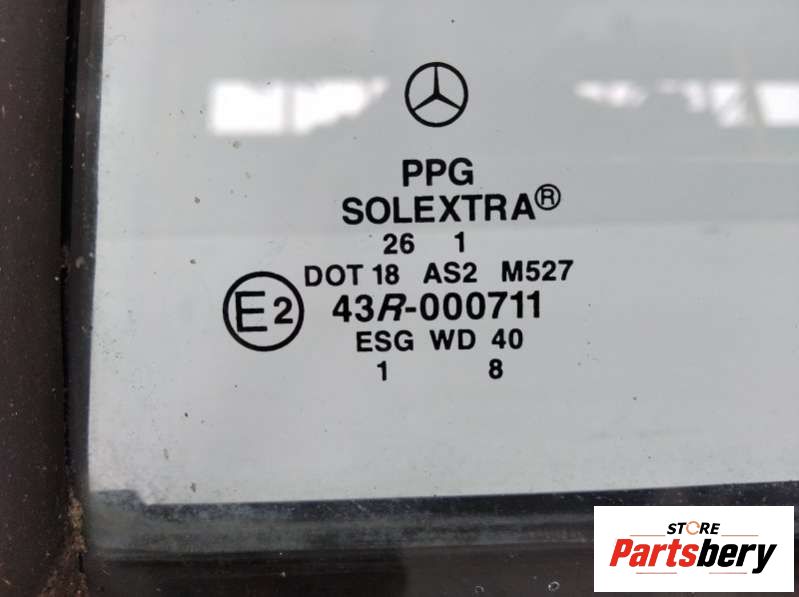 PPG
SOLEXTRA®
26 1
DOT 18 AS2 M527
E2 43R-000711
ESG WD 40
1 8
STORE
Partsbery